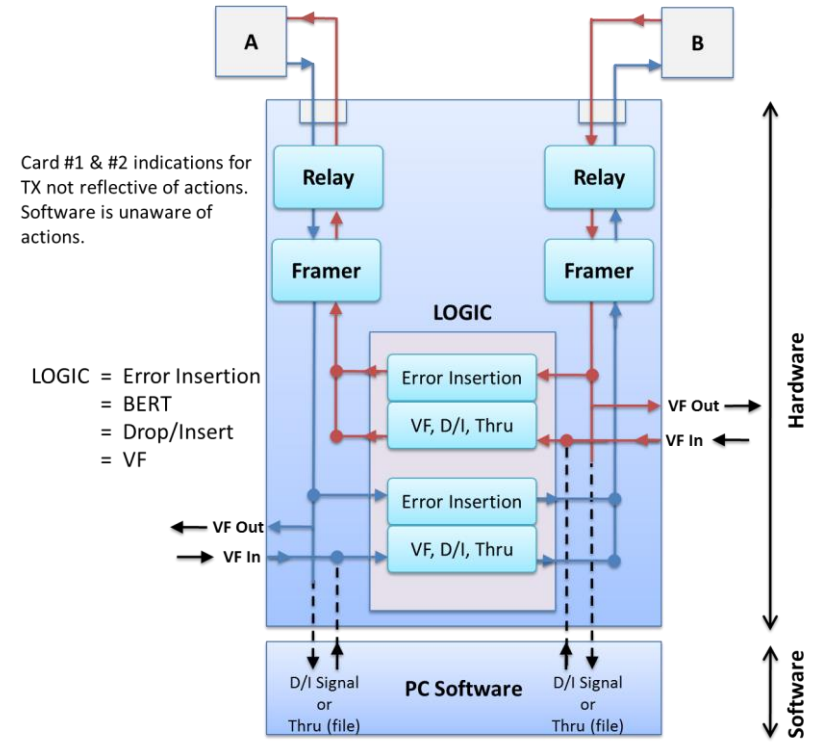 A
B
Card #1 & #2 indications for
TX not reflective of actions.
Software is unaware of
actions.
Relay
Relay
Framer
Framer
LOGIC
LOGIC = Error Insertion
= BERT
= Drop/Insert
= VF
Error Insertion
VF, D/I, Thru
VF Out
VF In
Error Insertion
VF, D/I, Thru
VF Out
VF In
Hardware
D/I Signal
or
Thru (file)
PC Software
D/I Signal
or
Thru (file)
Software